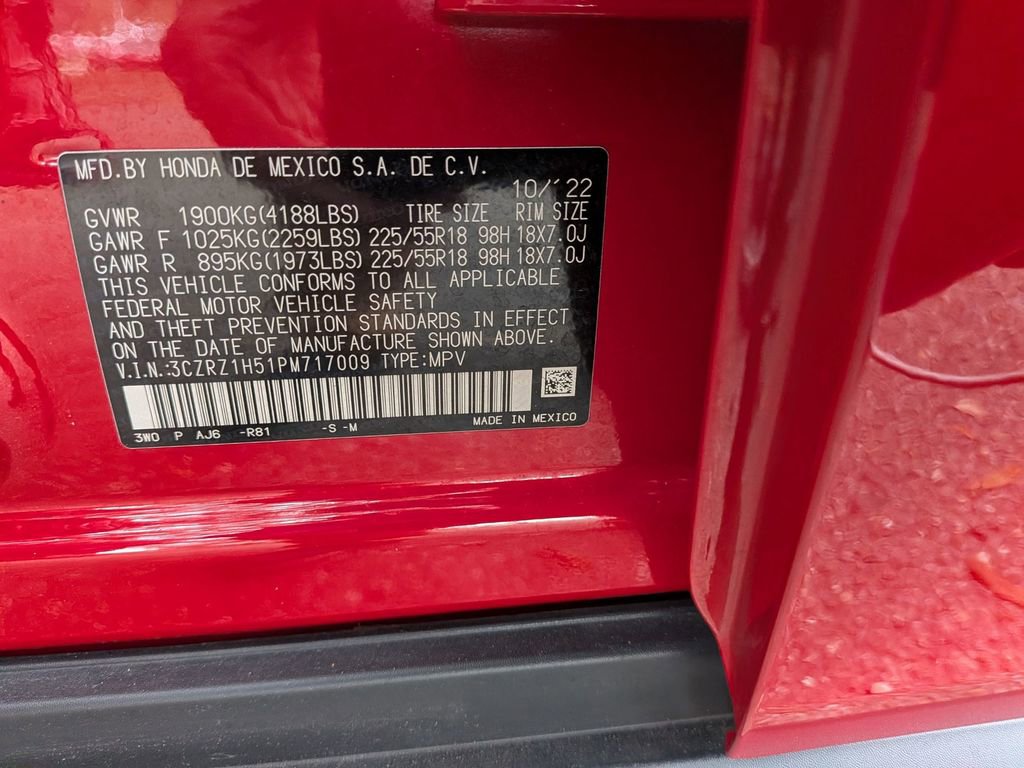 MFD.BY HONDA DE MEXICO S.A. DE C.V.
10/´22
GVWR 1900KG(4188LBS) TIRE SIZE RIM SIZE
GAWR F 1025KG(2259LBS) 225/55R18 98H 18X7.0J
GAWR R 895KG(1973LBS) 225/55R18 98H 18X7.0J
THIS VEHICLE CONFORMS TO ALL APPLICABLE
FEDERAL MOTOR VEHICLE SAFETY
AND THEFT PREVENTION STANDARDS IN EFFECT
ON THE DATE OF MANUFACTURE SHOWN ABOVE.
V.I.N.:3CZRZ1H51PM717009 TYPE:MPV
MADE IN MEXICO
3W0 P AJ6 -R81 -S -M